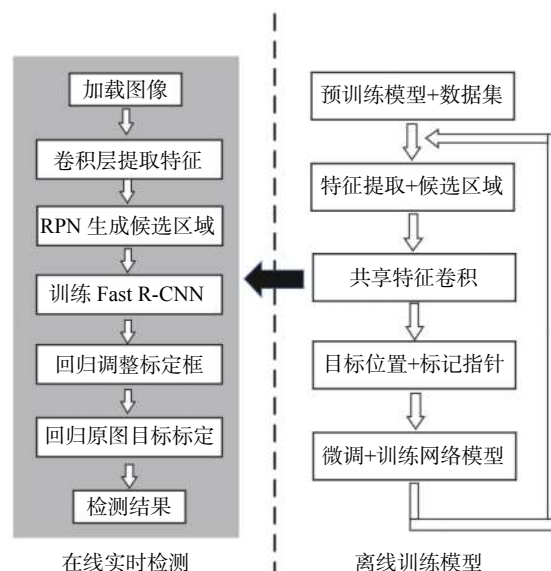 加载图像
卷积层提取特征
RPN 生成候选区域
训练 Fast R-CNN
回归调整标定框
回归原图目标标定
检测结果
在线实时检测
预训练模型+数据集
特征提取+候选区域
共享特征卷积
目标位置+标记指针
微调+训练网络模型
离线训练模型